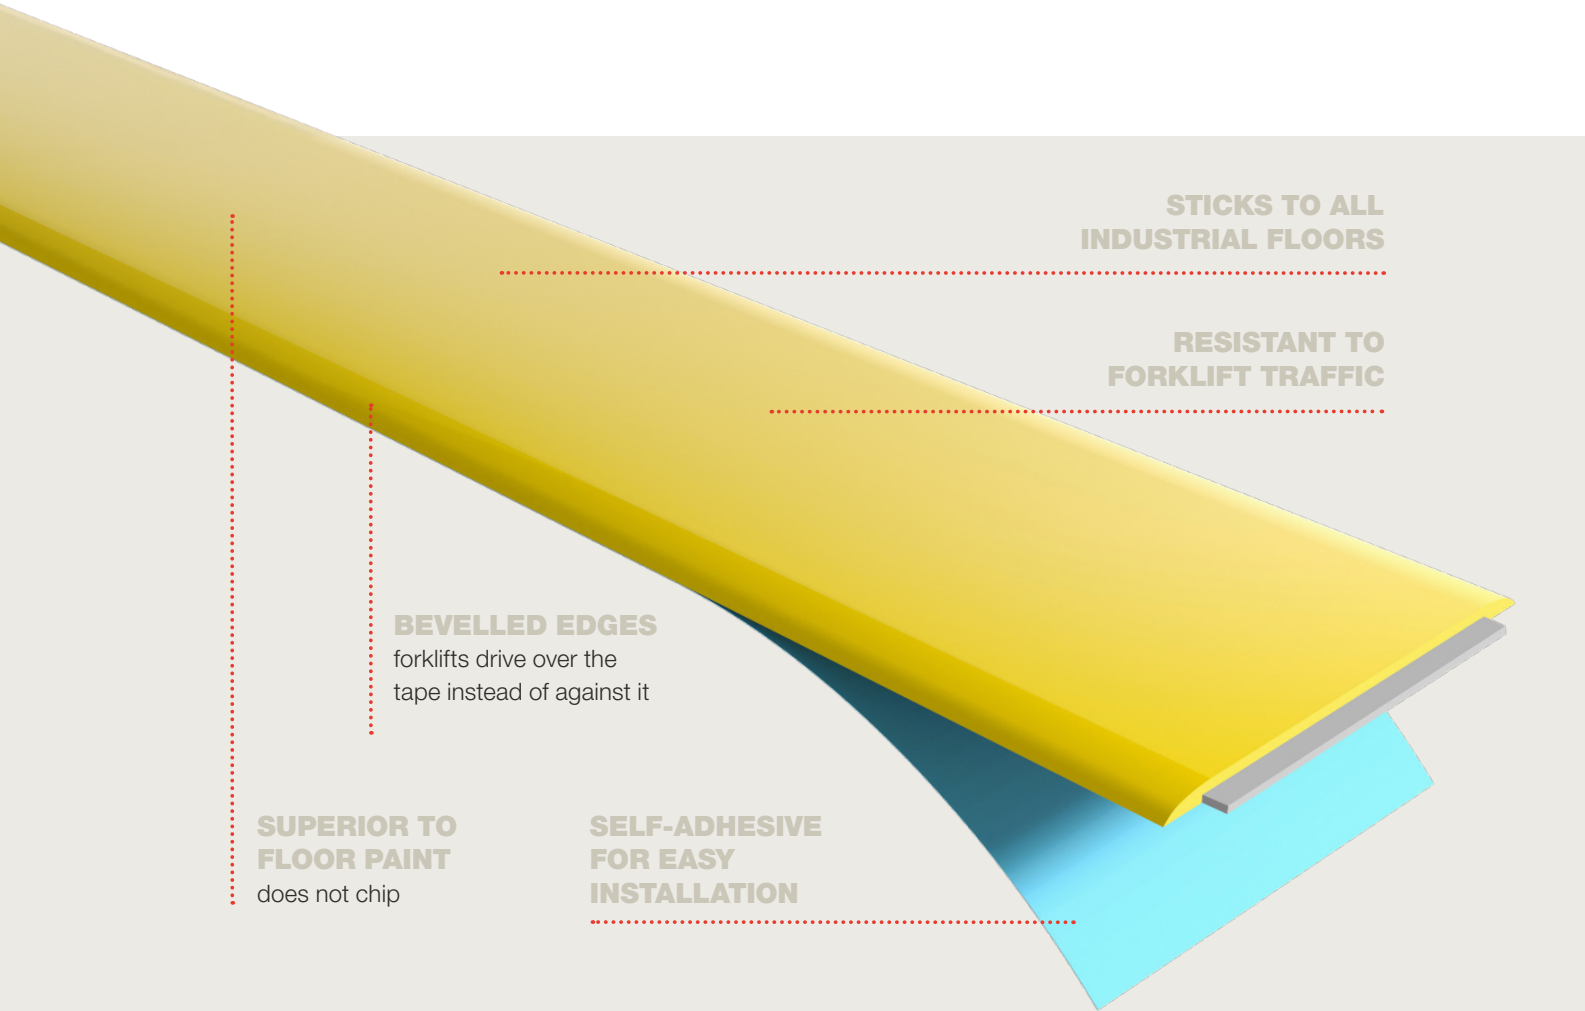 STICKS TO ALL
INDUSTRIAL FLOORS
RESISTANT TO
FORKLIFT TRAFFIC
BEVELLED EDGES
forklifts drive over the
tape instead of against it
SUPERIOR TO
FLOOR PAINT
does not chip
SELF-ADHESIVE
FOR EASY
INSTALLATION